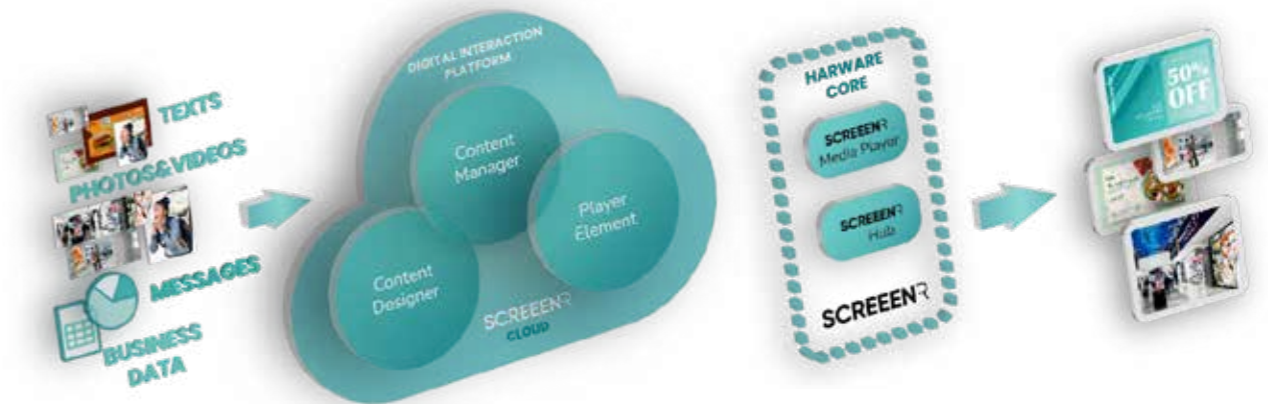 TEXTS
PHOTOS&VIDEOS
MESSAGES
BUSINESS
DATA
DIGITAL INTERACTION
PLATFORM
Content
Manager
Player
Element
Content
Designer
SCREEENR
CLOUD
HARWARE
CORE
SCREEENR
Media Player
SCREEENR
Hub
SCREEENR
50%
OFF